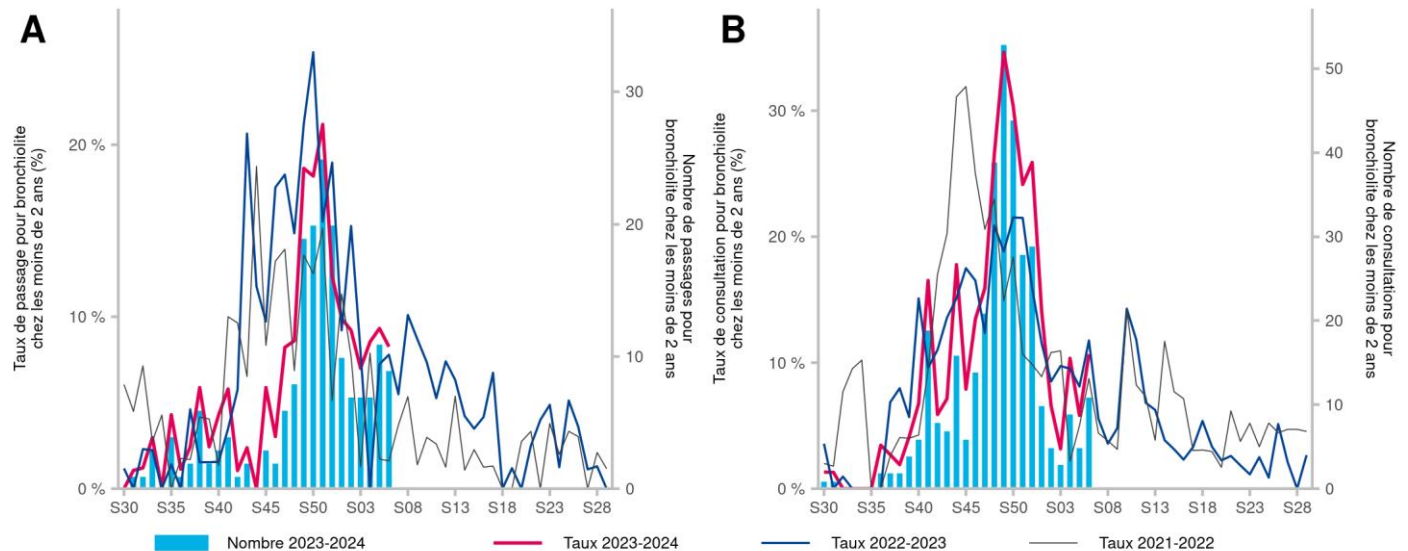 A
Taux de passage pour bronchiolite
chez les moins de 2 ans (%)
20 %
10 %
0 %
30
20
10
0
Nombre de passages pour
bronchiolite chez les moins de 2 ans
S30 S35 S40 S45 S50 S03 S08 S13 S18 S23 S28
B
Taux de consultation pour bronchiolite
chez les moins de 2 ans (%)
30 %
20 %
10 %
0 %
50
40
30
20
10
0
Nombre de consultations pour
bronchiolite chez les moins de 2 ans
S30 S35 S40 S45 S50 S03 S08 S13 S18 S23 S28
Nombre 2023-2024 Taux 2023-2024 Taux 2022-2023 Taux 2021-2022